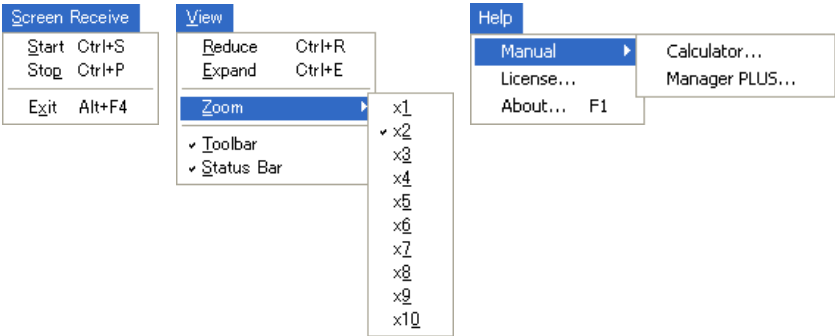 Screen Receive
Start Ctrl+S
Stop Ctrl+P
Exit Alt+F4
View
Reduce Ctrl+R
Expand Ctrl+E
Zoom
Toolbar
Status Bar
x1
x2
x3
x4
x5
x6
x7
x8
x9
x10
Help
Manual
License...
About... F1
Calculator...
Manager PLUS...